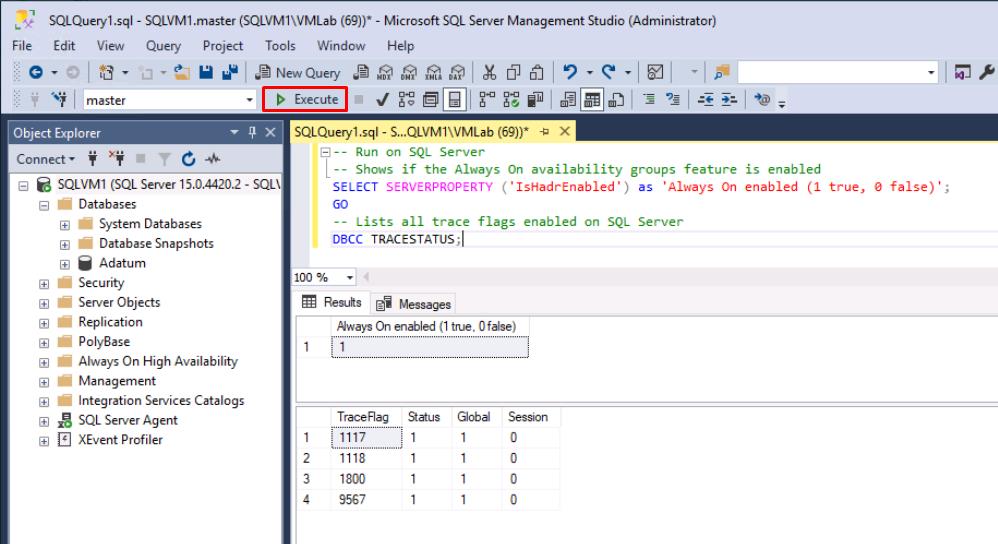 SQLQuery1.sql - SQLVM1.master (SQLVM1\VMLab (69))* - Microsoft SQL Server Management Studio (Administrator)
File Edit View Query Project Tools Window Help
New Query MDX DMX XMLA DAX
master Execute
Object Explorer
Connect
SQLVM1 (SQL Server 15.0.4420.2 - SQLV
Databases
System Databases
Database Snapshots
Adatum
Security
Server Objects
Replication
PolyBase
Always On High Availability
Management
Integration Services Catalogs
SQL Server Agent
XEvent Profiler
SQLQuery1.sql - S...QLVM1\VMLab (69))*
-- Run on SQL Server
-- Shows if the Always On availability groups feature is enabled
SELECT SERVERPROPERTY ('IsHadrEnabled') as 'Always On enabled (1 true, 0 false)';
GO
-- Lists all trace flags enabled on SQL Server
DBCC TRACESTATUS;
100 %
Results Messages
Always On enabled (1 true, 0 false)
1 1
TraceFlag Status Global Session
1 1117 1 1 0
2 1118 1 1 0
3 1800 1 1 0
4 9567 1 1 0